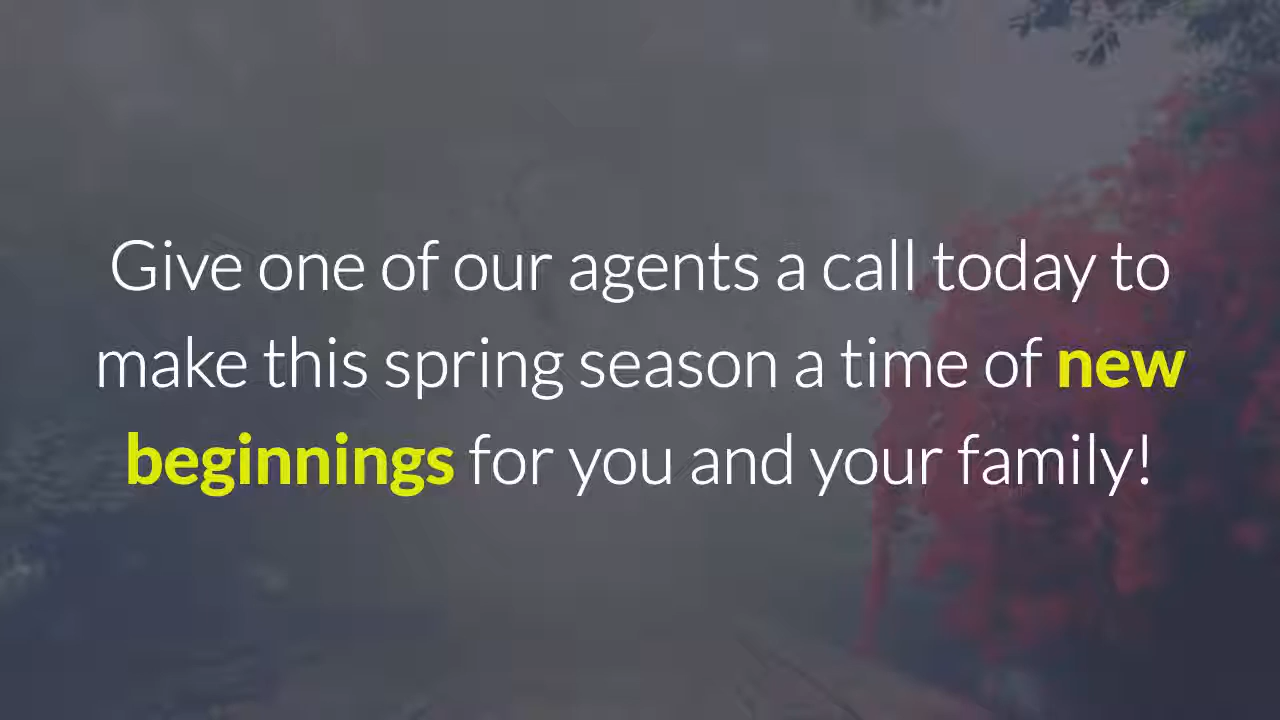 Give one of our agents a call today to
make this spring season a time of new
beginnings for you and your family!